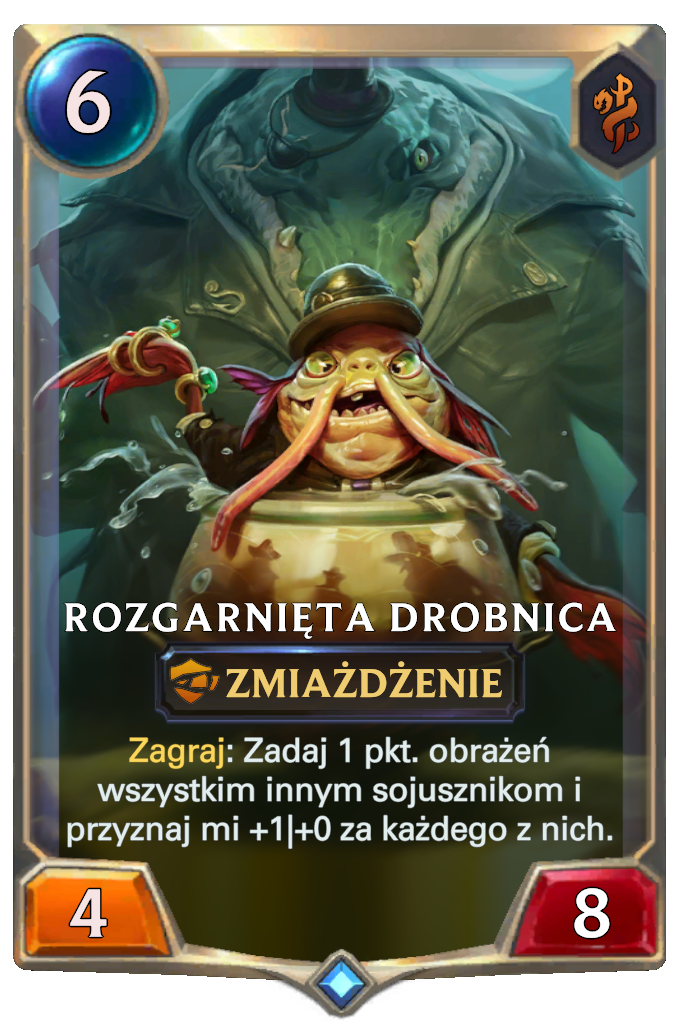 6
ROZGARNIĘTA DROBNICA
ZMIAŻDŻENIE
Zagraj: Zadaj 1 pkt. obrażeń
wszystkim innym sojusznikom i
przyznaj mi +1|+0 za każdego z nich.
4
8